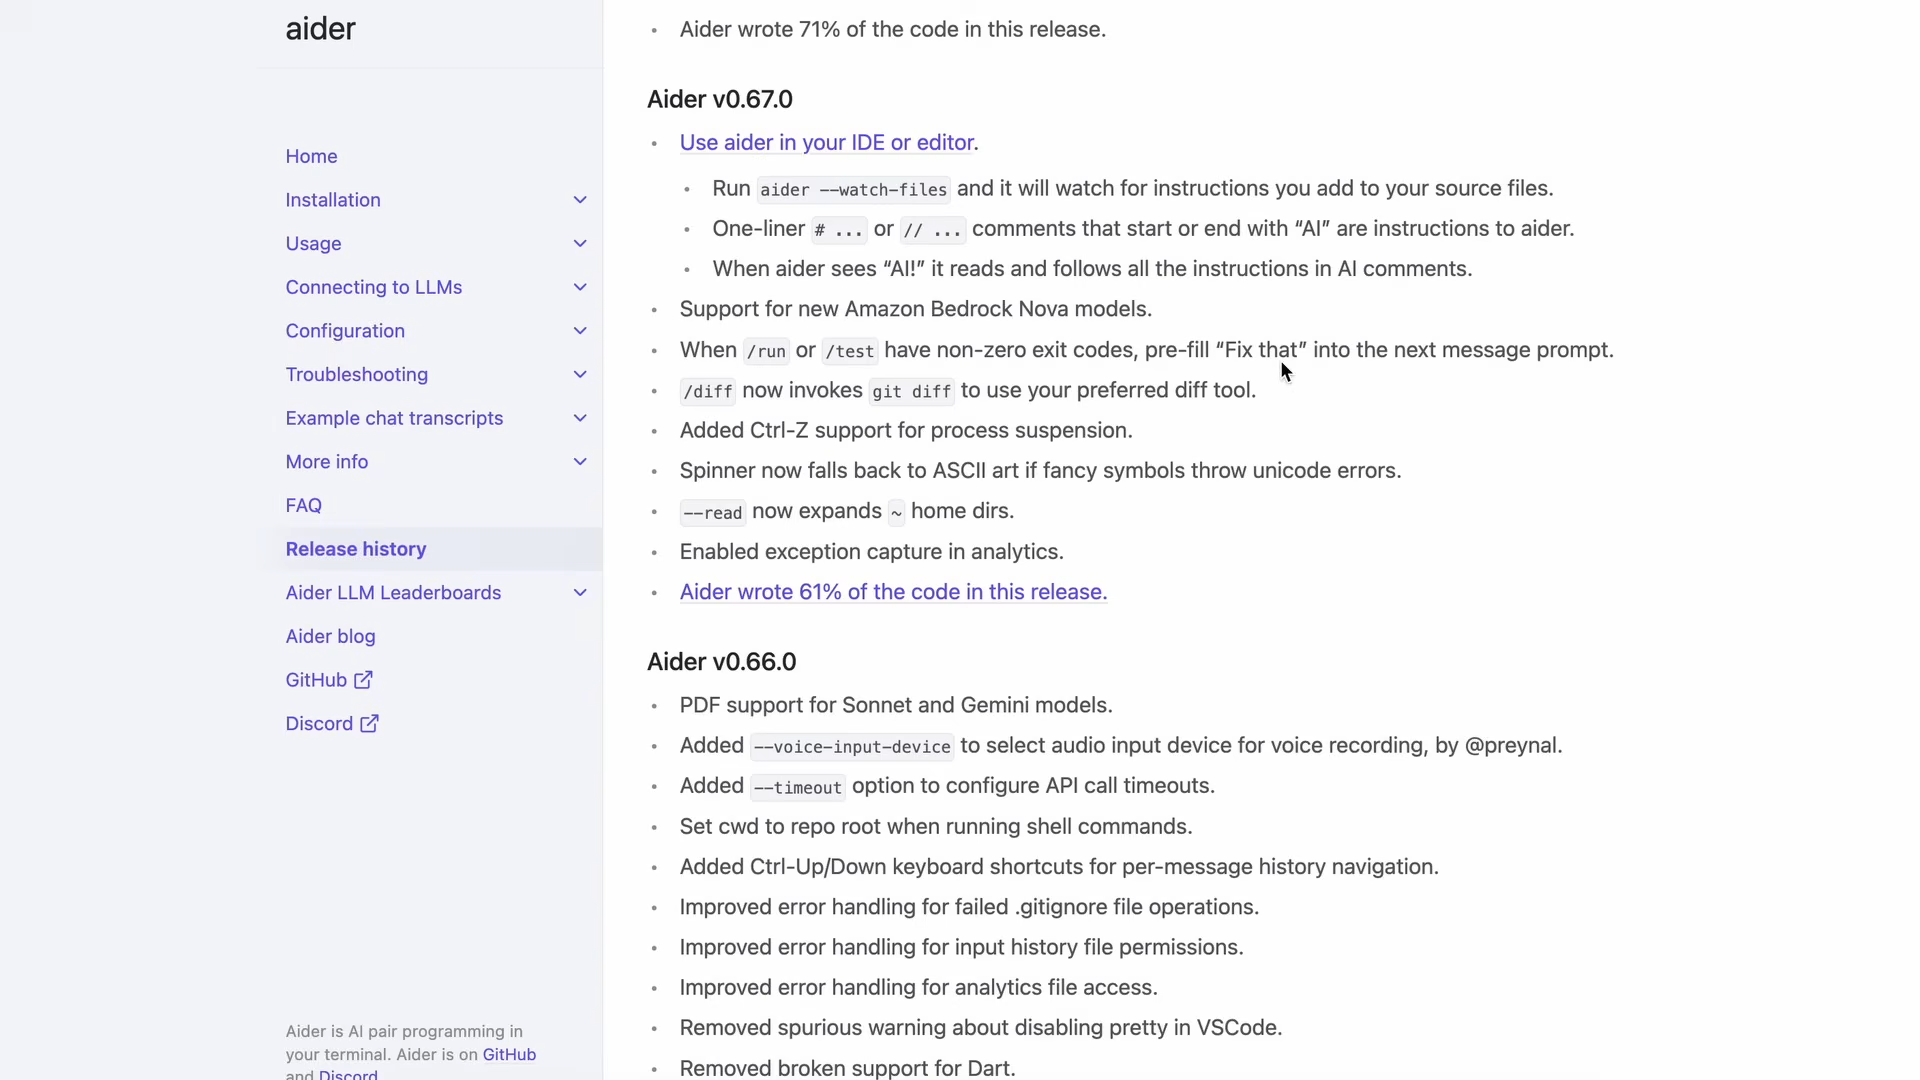 aider
Home
Installation
Usage
Connecting to LLMs
Configuration
Troubleshooting
Example chat transcripts
More info
FAQ
Release history
Aider LLM Leaderboards
Aider blog
GitHub
Discord
Aider is AI pair programming in
your terminal. Aider is on GitHub
and Discord.
• Aider wrote 71% of the code in this release.
Aider v0.67.0
• Use aider in your IDE or editor.
• Run aider --watch-files and it will watch for instructions you add to your source files.
• One-liner # ... or // ... comments that start or end with “AI” are instructions to aider.
• When aider sees “AI!” it reads and follows all the instructions in AI comments.
• Support for new Amazon Bedrock Nova models.
• When /run or /test have non-zero exit codes, pre-fill “Fix that” into the next message prompt.
• /diff now invokes git diff to use your preferred diff tool.
• Added Ctrl-Z support for process suspension.
• Spinner now falls back to ASCII art if fancy symbols throw unicode errors.
• --read now expands ~ home dirs.
• Enabled exception capture in analytics.
• Aider wrote 61% of the code in this release.
Aider v0.66.0
• PDF support for Sonnet and Gemini models.
• Added --voice-input-device to select audio input device for voice recording, by @preynal.
• Added --timeout option to configure API call timeouts.
• Set cwd to repo root when running shell commands.
• Added Ctrl-Up/Down keyboard shortcuts for per-message history navigation.
• Improved error handling for failed .gitignore file operations.
• Improved error handling for input history file permissions.
• Improved error handling for analytics file access.
• Removed spurious warning about disabling pretty in VSCode.
• Removed broken support for Dart.